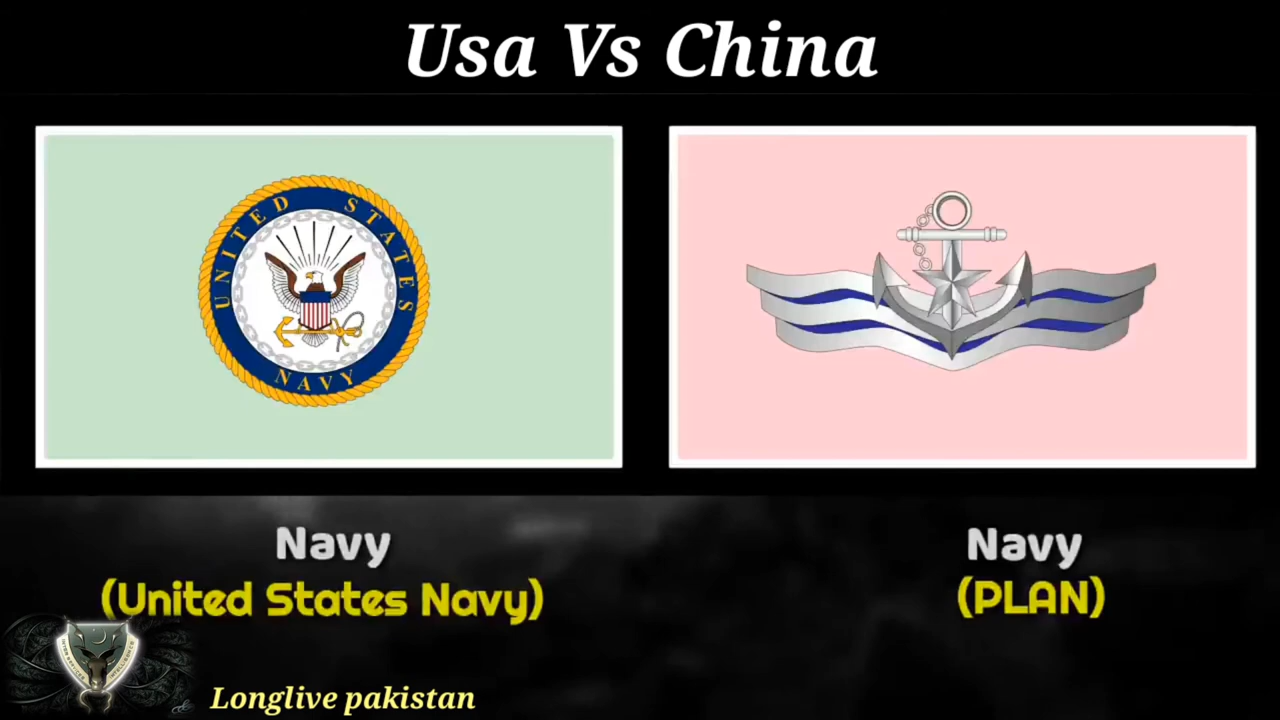 Usa Vs China
UNITED STATES
NAVY
Navy
(United States Navy)
Navy
(PLAN)
Longlive pakistan